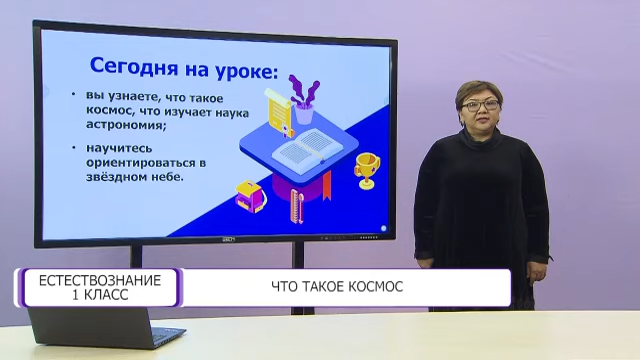 Сегодня на уроке:
• вы узнаете, что такое
космос, что изучает наука
астрономия;
• научитесь
ориентироваться в
звёздном небе.
ЕСТЕСТВОЗНАНИЕ
1 КЛАСС
ЧТО ТАКОЕ КОСМОС